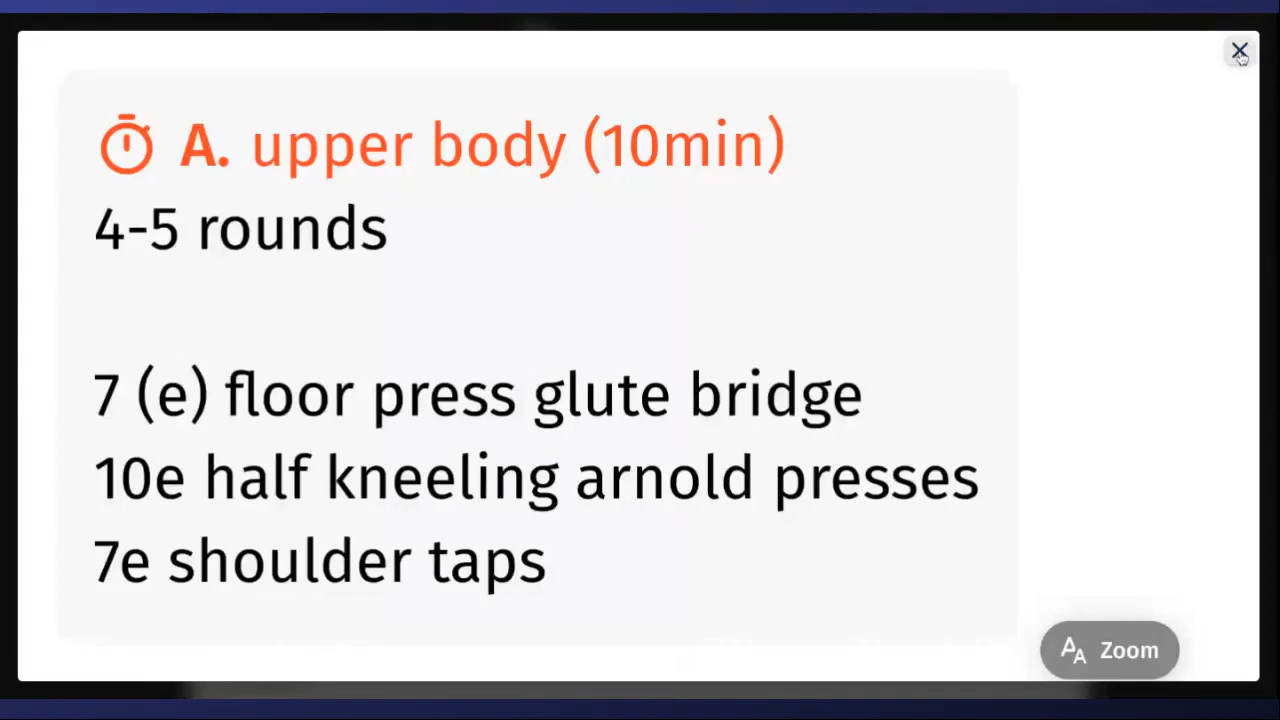 A. upper body (10min)
4-5 rounds
7 (e) floor press glute bridge
10e half kneeling arnold presses
7e shoulder taps
AA Zoom